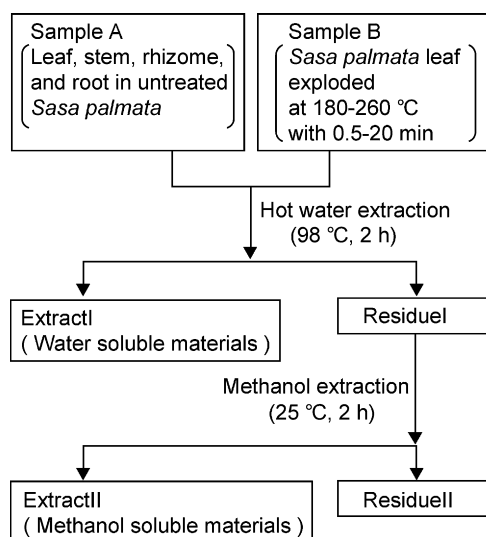 Sample A
Leaf, stem, rhizome,
and root in untreated
Sasa palmata
Sample B
Sasa palmata leaf
exploded
at 180-260 ℃
with 0.5-20 min
Hot water extraction
(98 ℃, 2 h)
ExtractI
( Water soluble materials )
ResidueI
Methanol extraction
(25 ℃, 2 h)
ExtractII
( Methanol soluble materials )
ResidueII